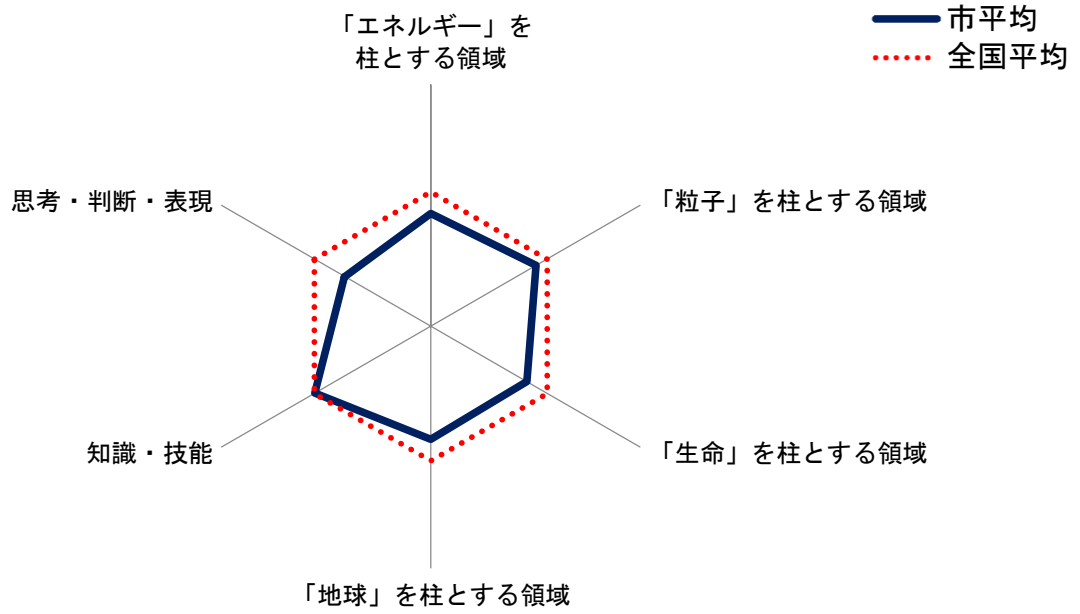 市平均
全国平均
「エネルギー」を
柱とする領域
思考・判断・表現
「粒子」を柱とする領域
知識・技能
「生命」を柱とする領域
「地球」を柱とする領域